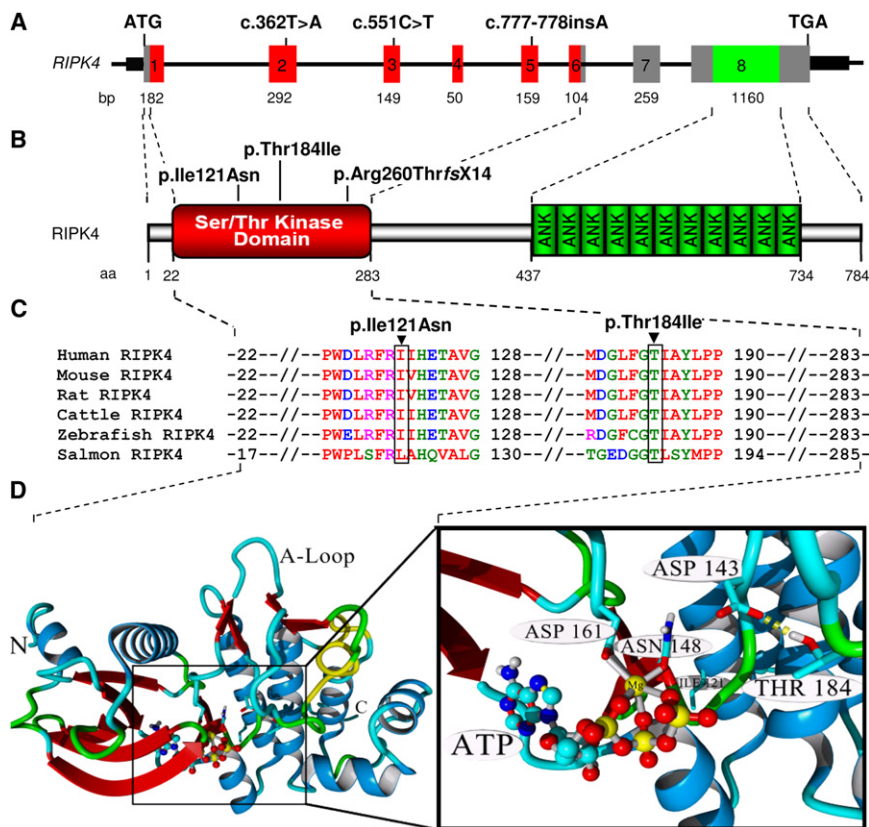 A
ATG c.362T>A c.551C>T c.777-778insA TGA
RIPK4 1 2 3 4 5 6 7 8
bp 182 292 149 50 159 104 259 1160
B
p.Thr184Ile
p.Ile121Asn p.Arg260ThrfsX14
RIPK4 Ser/Thr Kinase Domain ANK ANK ANK ANK ANK ANK ANK ANK ANK ANK
aa 1 22 283 437 734 784
C
p.Ile121Asn p.Thr184Ile
Human RIPK4 -22--// -- PWDLRFRIIHETAVG 128 --//-- MDGLFGTIAYLPP 190 --//--283-
Mouse RIPK4 -22--// -- PWDLRFRIVHETAVG 128 --//-- MDGLFGTIAYLPP 190 --//--283-
Rat RIPK4 -22--// -- PWDLRFRIVHETAVG 128 --//-- MDGLFGTIAYLPP 190 --//--283-
Cattle RIPK4 -22--// -- PWDLRFRIIHETAVG 128 --//-- MDGLFGTIAYLPP 190 --//--283-
Zebrafish RIPK4 -22--// -- PWELRFRIIHETAVG 128 --//-- RDGFCGTIAYLPP 190 --//--283-
Salmon RIPK4 -17--// -- PWPLSFRLAHQVALG 130 --//-- TGEDGGTLSYMPP 194 --//--285-
D
A-Loop
N
C
ASP 143
ASP 161
ASN 148
Mg
ILE 121
THR 184
ATP